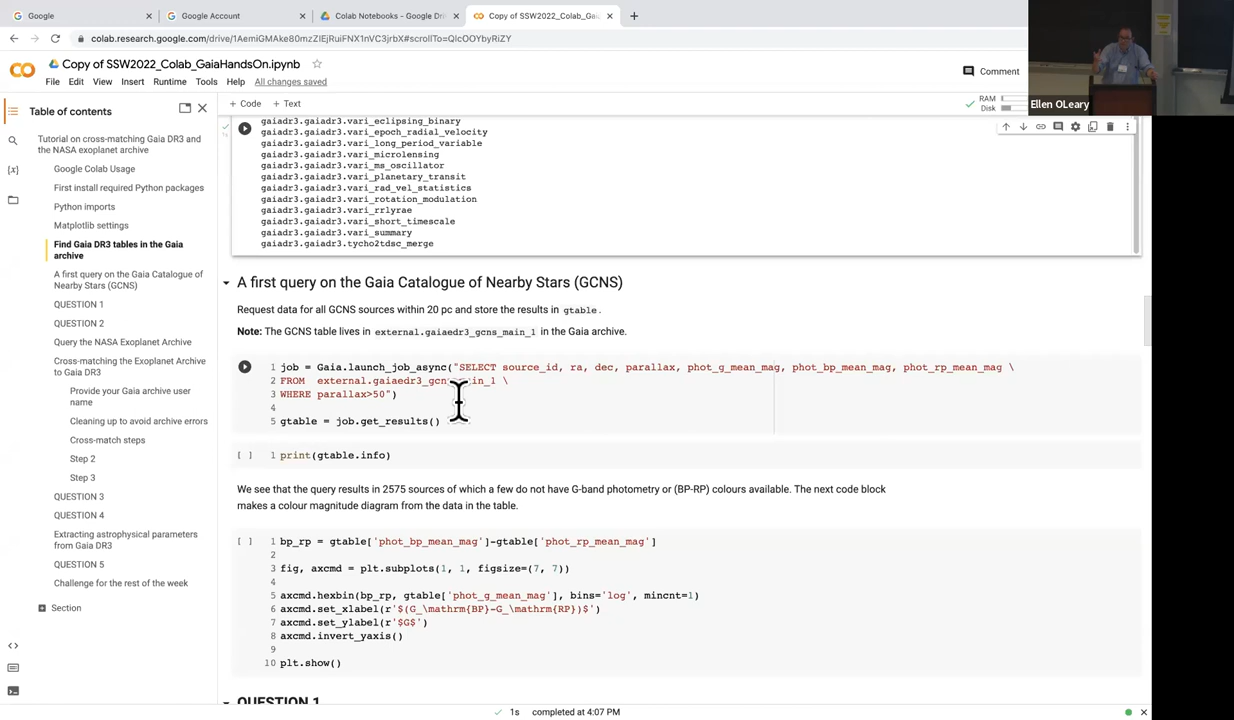 Google
Google Account
Colab Notebooks - Google Dri
Copy of SSW2022_Colab_Gai
colab.research.google.com/drive/1AemiGMAke80mzZIEjRuiFNX1nVC3jrbX#scrollTo=QlcOOYbyRiZY
Copy of SSW2022_Colab_GaiaHandsOn.ipynb
File Edit View Insert Runtime Tools Help All changes saved
Comment
Ellen OLeary
Table of contents
Tutorial on cross-matching Gaia DR3 and
the NASA exoplanet archive
Google Colab Usage
First install required Python packages
Python imports
Matplotlib settings
Find Gaia DR3 tables in the Gaia
archive
A first query on the Gaia Catalogue of
Nearby Stars (GCNS)
QUESTION 1
QUESTION 2
Query the NASA Exoplanet Archive
Cross-matching the Exoplanet Archive
to Gaia DR3
Provide your Gaia archive user
name
Cleaning up to avoid archive errors
Cross-match steps
Step 2
Step 3
QUESTION 3
QUESTION 4
Extracting astrophysical parameters
from Gaia DR3
QUESTION 5
Challenge for the rest of the week
Section
+ Code + Text
RAM
Disk
gaiadr3.gaiadr3.vari_eclipsing_binary
gaiadr3.gaiadr3.vari_epoch_radial_velocity
gaiadr3.gaiadr3.vari_long_period_variable
gaiadr3.gaiadr3.vari_microlensing
gaiadr3.gaiadr3.vari_ms_oscillator
gaiadr3.gaiadr3.vari_planetary_transit
gaiadr3.gaiadr3.vari_rad_vel_statistics
gaiadr3.gaiadr3.vari_rotation_modulation
gaiadr3.gaiadr3.vari_rrlyrae
gaiadr3.gaiadr3.vari_short_timescale
gaiadr3.gaiadr3.vari_summary
gaiadr3.gaiadr3.tycho2tdsc_merge
A first query on the Gaia Catalogue of Nearby Stars (GCNS)
Request data for all GCNS sources within 20 pc and store the results in gtable.
Note: The GCNS table lives in external.gaiaedr3_gcns_main_1 in the Gaia archive.
1 job = Gaia.launch_job_async("SELECT source_id, ra, dec, parallax, phot_g_mean_mag, phot_bp_mean_mag, phot_rp_mean_mag \
2 FROM external.gaiaedr3_gcns_main_1 \
3 WHERE parallax>50")
4
5 gtable = job.get_results()
[ ] 1 print(gtable.info)
We see that the query results in 2575 sources of which a few do not have G-band photometry or (BP-RP) colours available. The next code block
makes a colour magnitude diagram from the data in the table.
[ ] 1 bp_rp = gtable['phot_bp_mean_mag']-gtable['phot_rp_mean_mag']
2
3 fig, axcmd = plt.subplots(1, 1, figsize=(7, 7))
4
5 axcmd.hexbin(bp_rp, gtable['phot_g_mean_mag'], bins='log', mincnt=1)
6 axcmd.set_xlabel(r'$(G_\mathrm{BP}-G_\mathrm{RP})$')
7 axcmd.set_ylabel(r'$G$')
8 axcmd.invert_yaxis()
9
10 plt.show()
QUESTION 1
1s completed at 4:07 PM